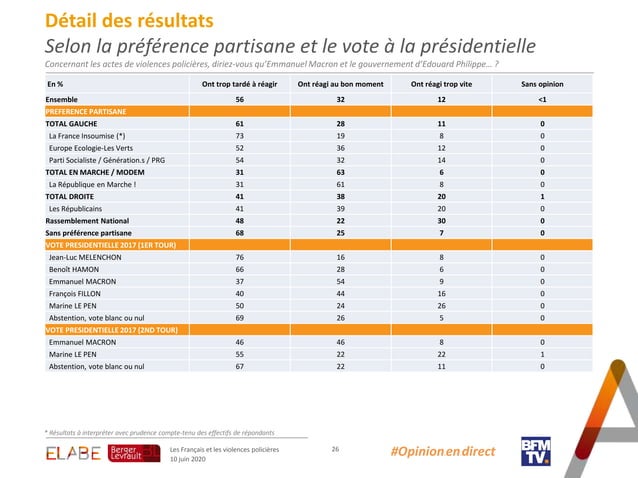 Détail des résultats
Selon la préférence partisane et le vote à la présidentielle
Concernant les actes de violences policières, diriez-vous qu’Emmanuel Macron et le gouvernement d’Edouard Philippe… ?
En % Ont trop tardé à réagir Ont réagi au bon moment Ont réagi trop vite Sans opinion
Ensemble 56 32 12 <1
PREFERENCE PARTISANE
TOTAL GAUCHE 61 28 11 0
La France Insoumise (*) 73 19 8 0
Europe Ecologie-Les Verts 52 36 12 0
Parti Socialiste / Génération.s / PRG 54 32 14 0
TOTAL EN MARCHE / MODEM 31 63 6 0
La République en Marche ! 31 61 8 0
TOTAL DROITE 41 38 20 1
Les Républicains 41 39 20 0
Rassemblement National 48 22 30 0
Sans préférence partisane 68 25 7 0
VOTE PRESIDENTIELLE 2017 (1ER TOUR)
Jean-Luc MELENCHON 76 16 8 0
Benoît HAMON 66 28 6 0
Emmanuel MACRON 37 54 9 0
François FILLON 40 44 16 0
Marine LE PEN 50 24 26 0
Abstention, vote blanc ou nul 69 26 5 0
VOTE PRESIDENTIELLE 2017 (2ND TOUR)
Emmanuel MACRON 46 46 8 0
Marine LE PEN 55 22 22 1
Abstention, vote blanc ou nul 67 22 11 0
* Résultats à interpréter avec prudence compte-tenu des effectifs de répondants
ELABE
Berger
Levrault
BL
Les Français et les violences policières
10 juin 2020
26
#Opinionendirect
BFM
TV.